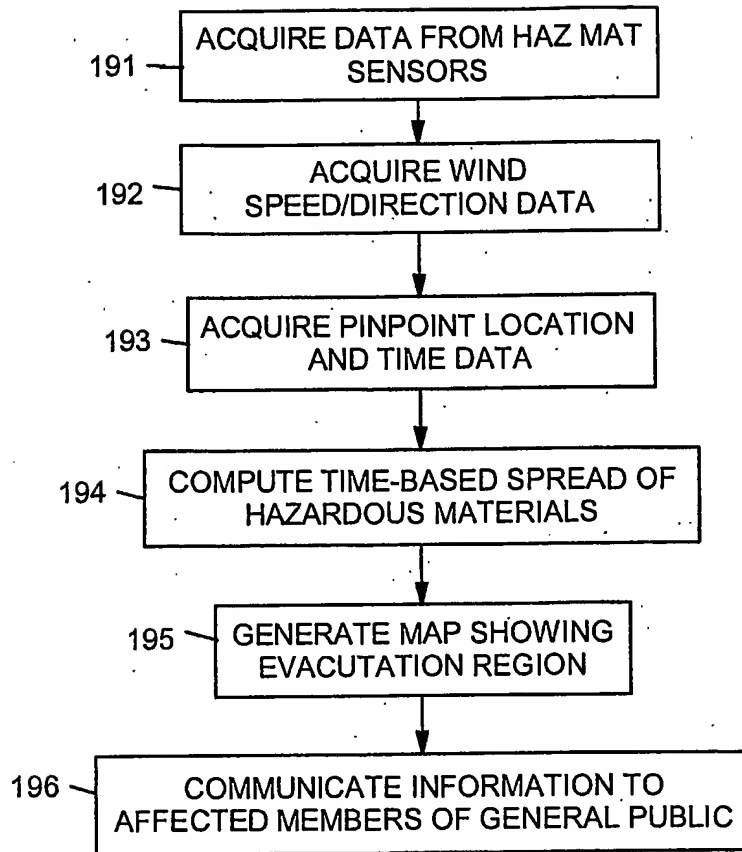 191
ACQUIRE DATA FROM HAZ MAT
SENSORS
192
ACQUIRE WIND
SPEED/DIRECTION DATA
193
ACQUIRE PINPOINT LOCATION
AND TIME DATA
194
COMPUTE TIME-BASED SPREAD OF
HAZARDOUS MATERIALS
195
GENERATE MAP SHOWING
EVACUTATION REGION
196
COMMUNICATE INFORMATION TO
AFFECTED MEMBERS OF GENERAL PUBLIC